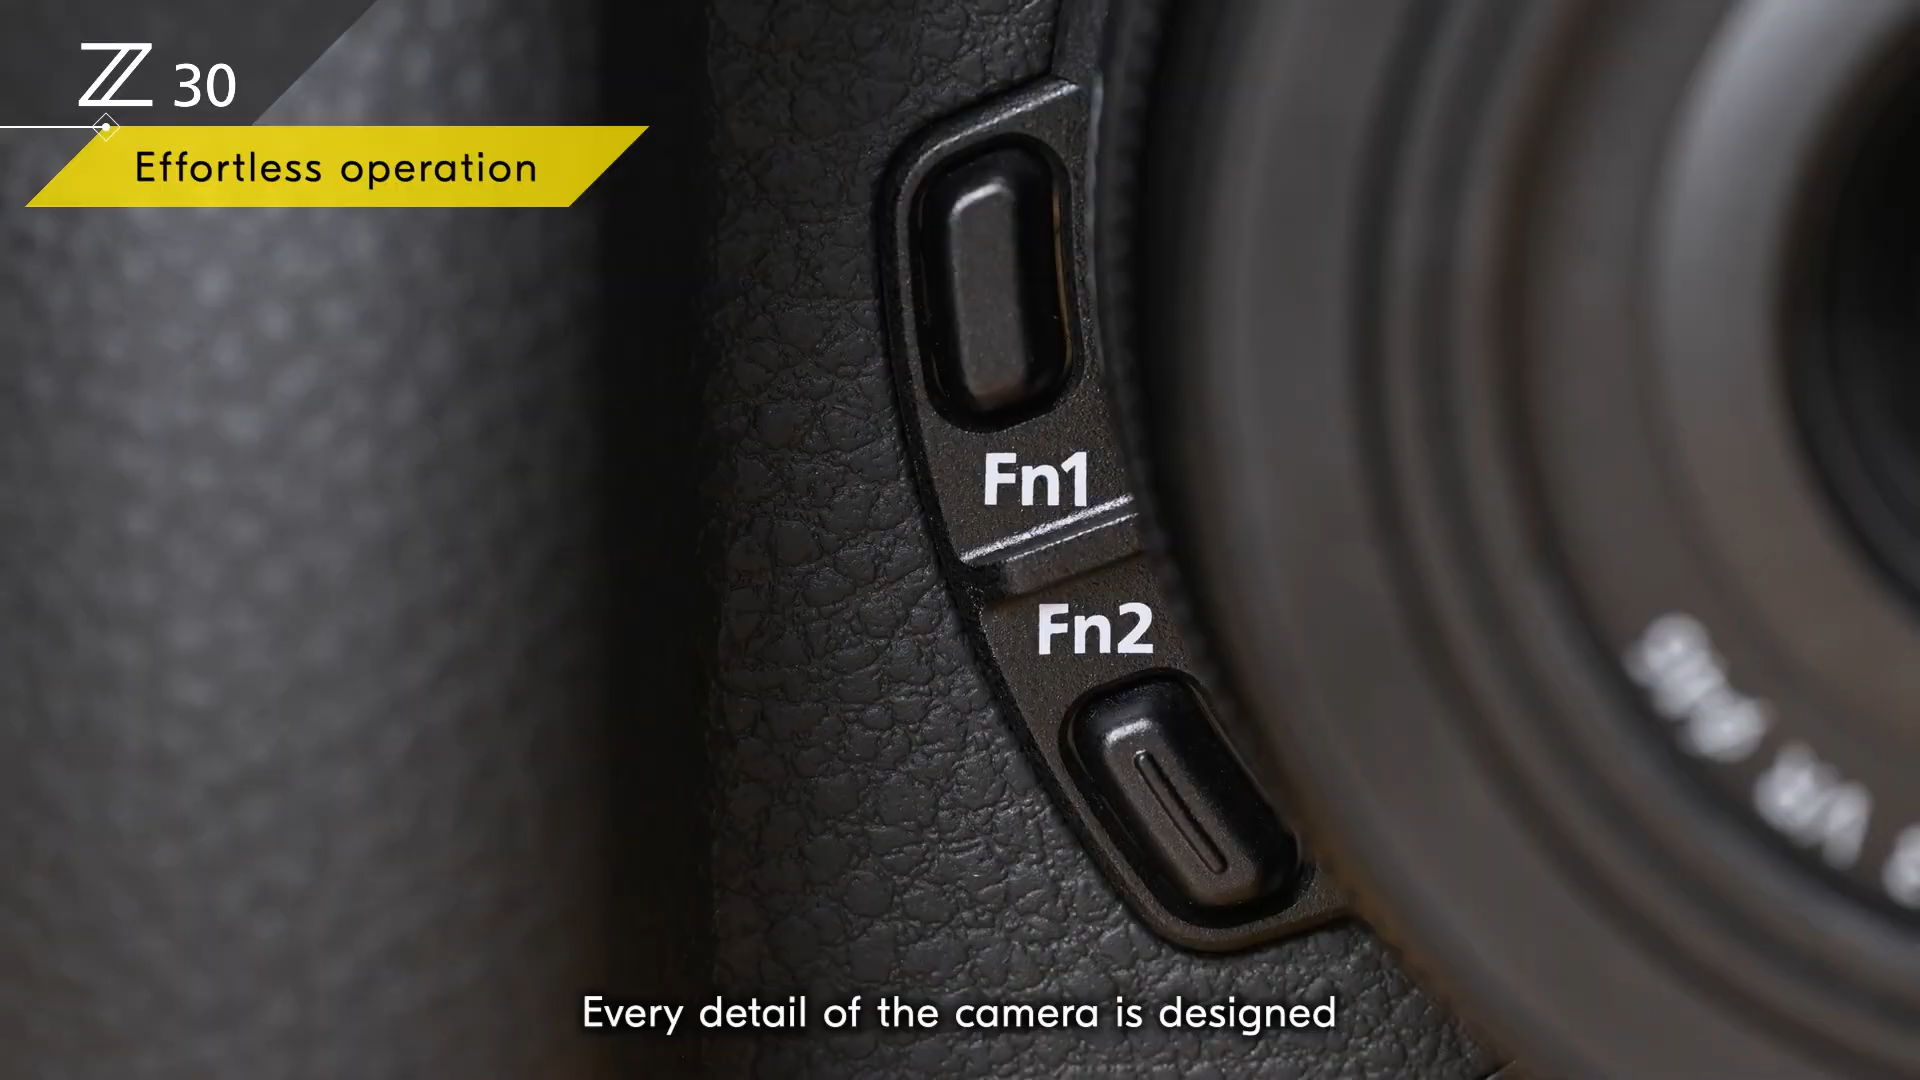 Z 30
Effortless operation
Fn1
Fn2
Every detail of the camera is designed